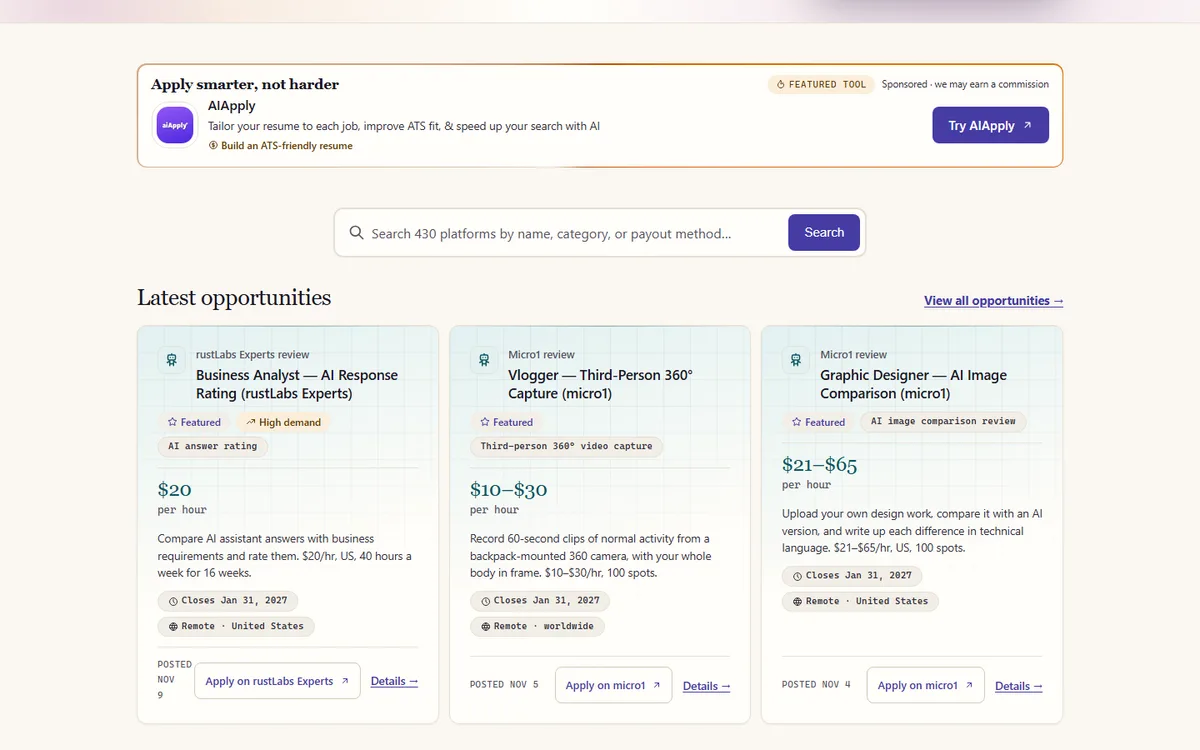 Apply smarter, not harder
FEATURED TOOL
Sponsored · we may earn a commission
aiApply
AIApply
Tailor your resume to each job, improve ATS fit, & speed up your search with AI
Build an ATS-friendly resume
Try AIApply ↗
Search 430 platforms by name, category, or payout method...
Search
Latest opportunities
View all opportunities →
rustLabs Experts review
Business Analyst — AI Response
Rating (rustLabs Experts)
Featured
High demand
AI answer rating
$20
per hour
Compare AI assistant answers with business
requirements and rate them. $20/hr, US, 40 hours a
week for 16 weeks.
Closes Jan 31, 2027
Remote · United States
POSTED
NOV
9
Apply on rustLabs Experts ↗
Details →
Micro1 review
Vlogger — Third-Person 360°
Capture (micro1)
Featured
Third-person 360° video capture
$10–$30
per hour
Record 60-second clips of normal activity from a
backpack-mounted 360 camera, with your whole
body in frame. $10–$30/hr, 100 spots.
Closes Jan 31, 2027
Remote · worldwide
POSTED NOV 5
Apply on micro1 ↗
Details →
Micro1 review
Graphic Designer — AI Image
Comparison (micro1)
Featured
AI image comparison review
$21–$65
per hour
Upload your own design work, compare it with an AI
version, and write up each difference in technical
language. $21–$65/hr, US, 100 spots.
Closes Jan 31, 2027
Remote · United States
POSTED NOV 4
Apply on micro1 ↗
Details →